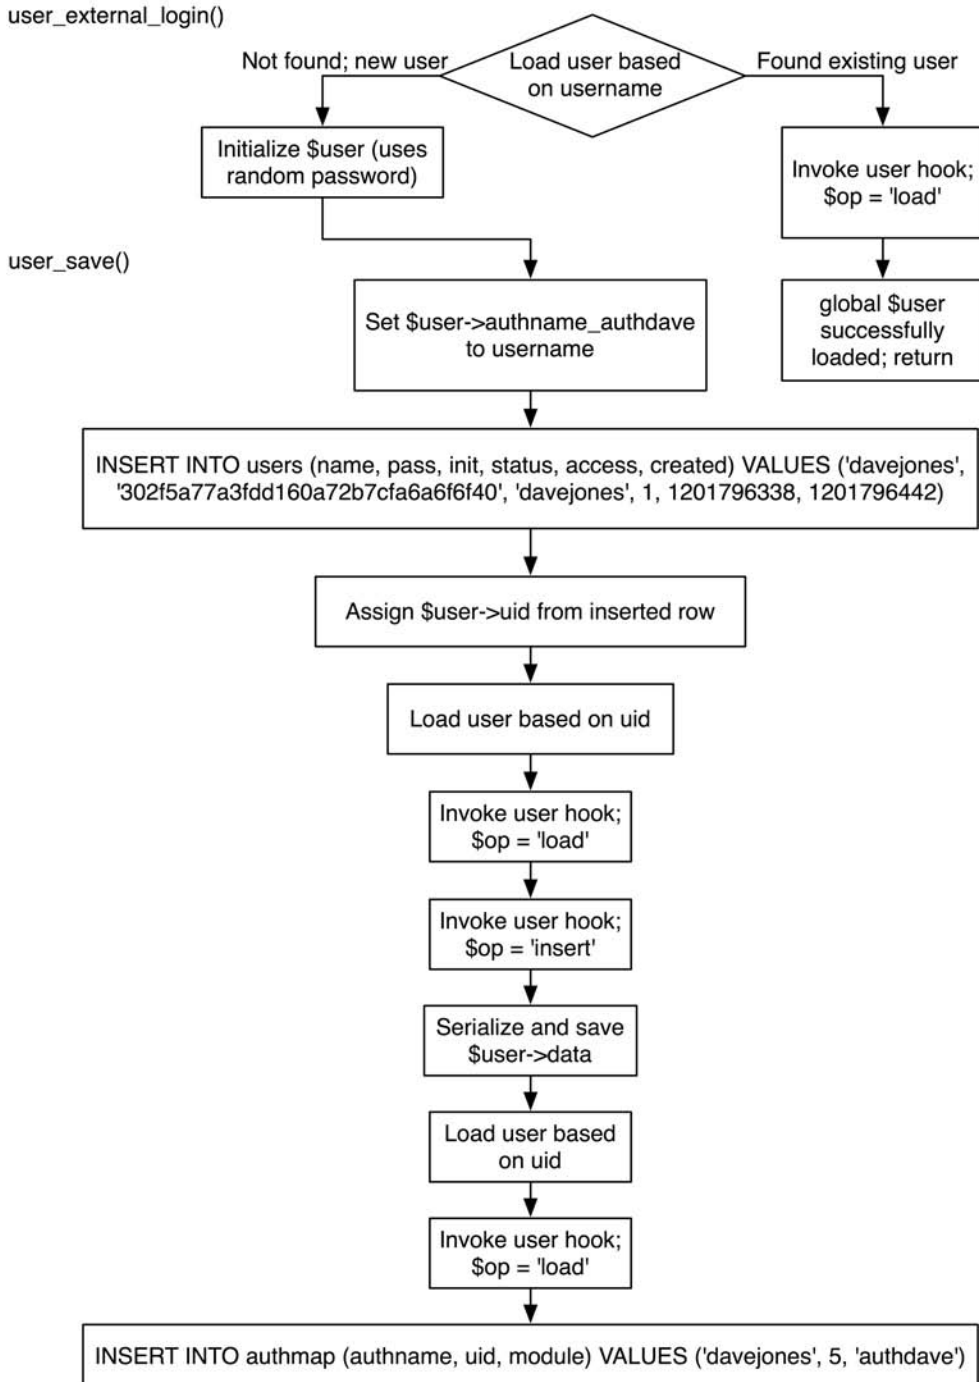 user_external_login()
Not found; new user
Load user based
on username
Found existing user
Initialize $user (uses
random password)
Invoke user hook;
$op = 'load'
user_save()
Set $user->authname_authdave
to username
global $user
successfully
loaded; return
INSERT INTO users (name, pass, init, status, access, created) VALUES ('davejones',
'302f5a77a3fdd160a72b7cfa6a6f6f40', 'davejones', 1, 1201796338, 1201796442)
Assign $user->uid from inserted row
Load user based on uid
Invoke user hook;
$op = 'load'
Invoke user hook;
$op = 'insert'
Serialize and save
$user->data
Load user based
on uid
Invoke user hook;
$op = 'load'
INSERT INTO authmap (authname, uid, module) VALUES ('davejones', 5, 'authdave')